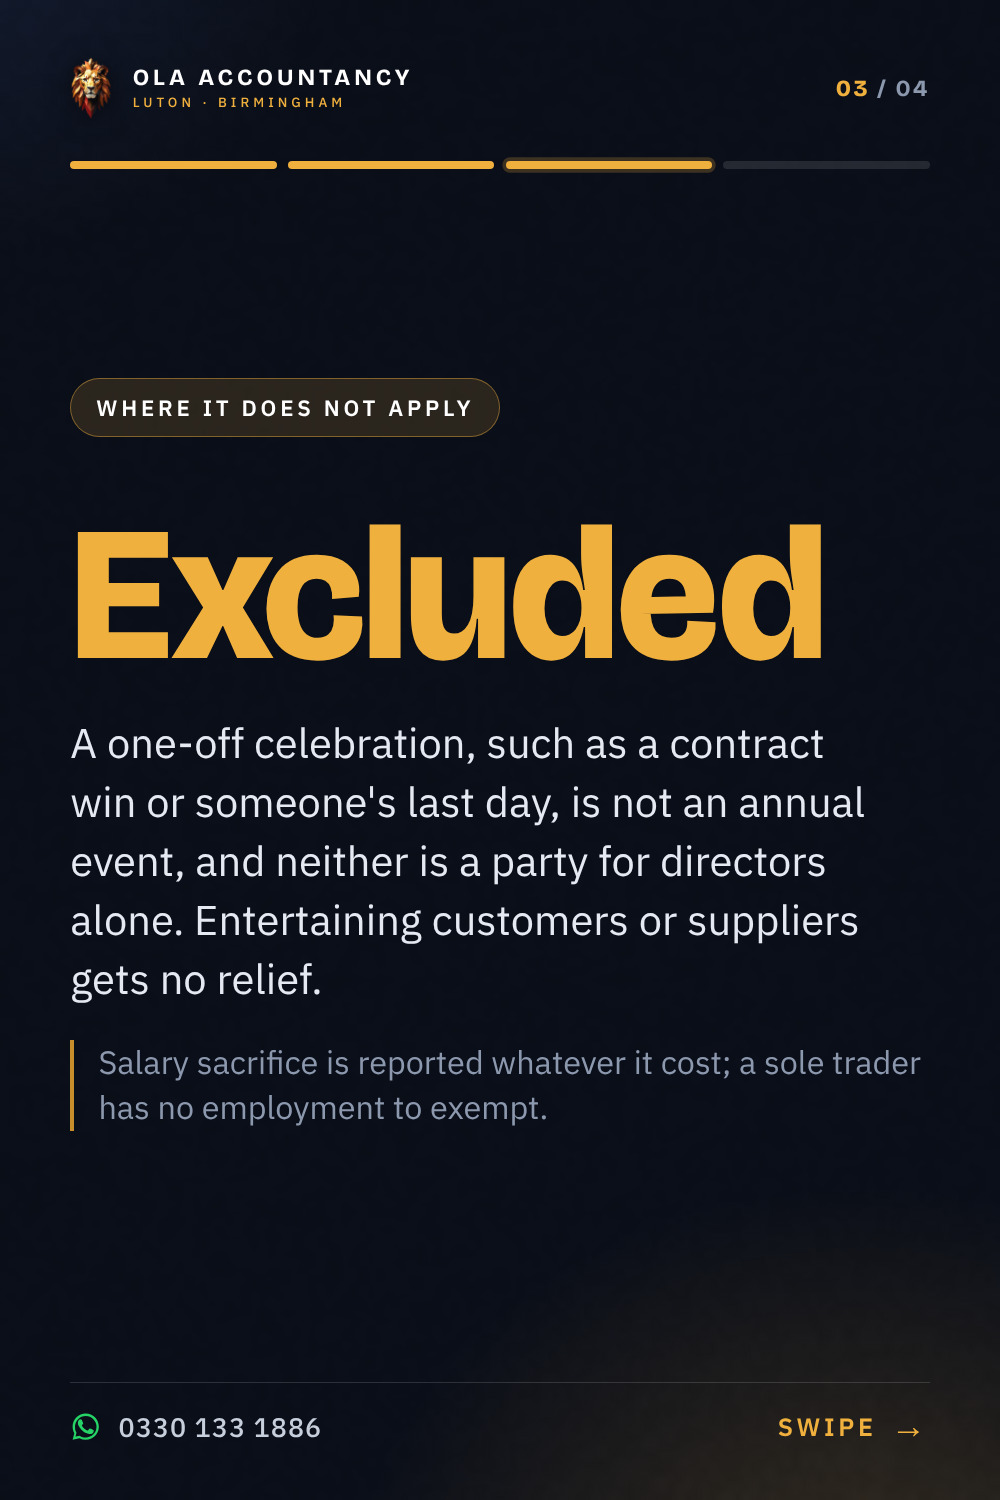 OLA ACCOUNTANCY
LUTON · BIRMINGHAM
03 / 04
WHERE IT DOES NOT APPLY
Excluded
A one-off celebration, such as a contract
win or someone's last day, is not an annual
event, and neither is a party for directors
alone. Entertaining customers or suppliers
gets no relief.
Salary sacrifice is reported whatever it cost; a sole trader
has no employment to exempt.
0330 133 1886
SWIPE →